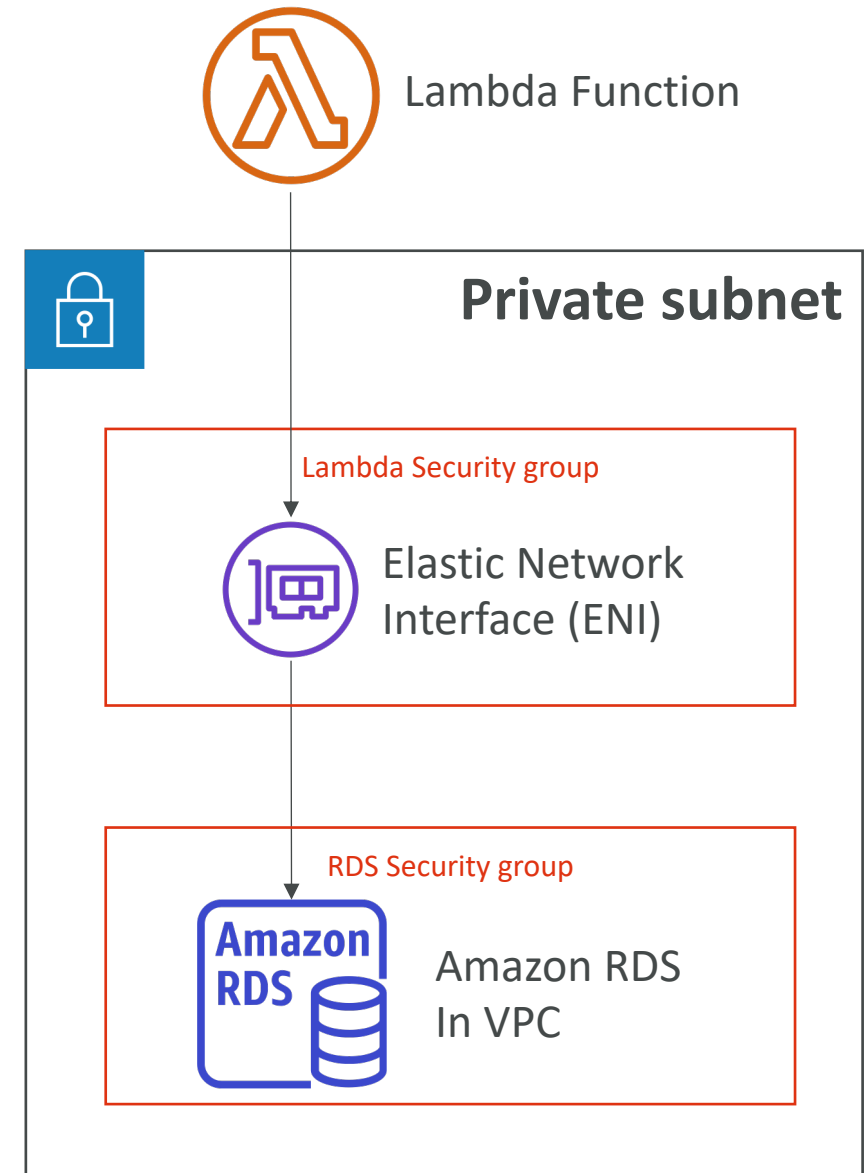 Lambda Function
Private subnet
Lambda Security group
Elastic Network
Interface (ENI)
RDS Security group
Amazon
RDS
Amazon RDS
In VPC